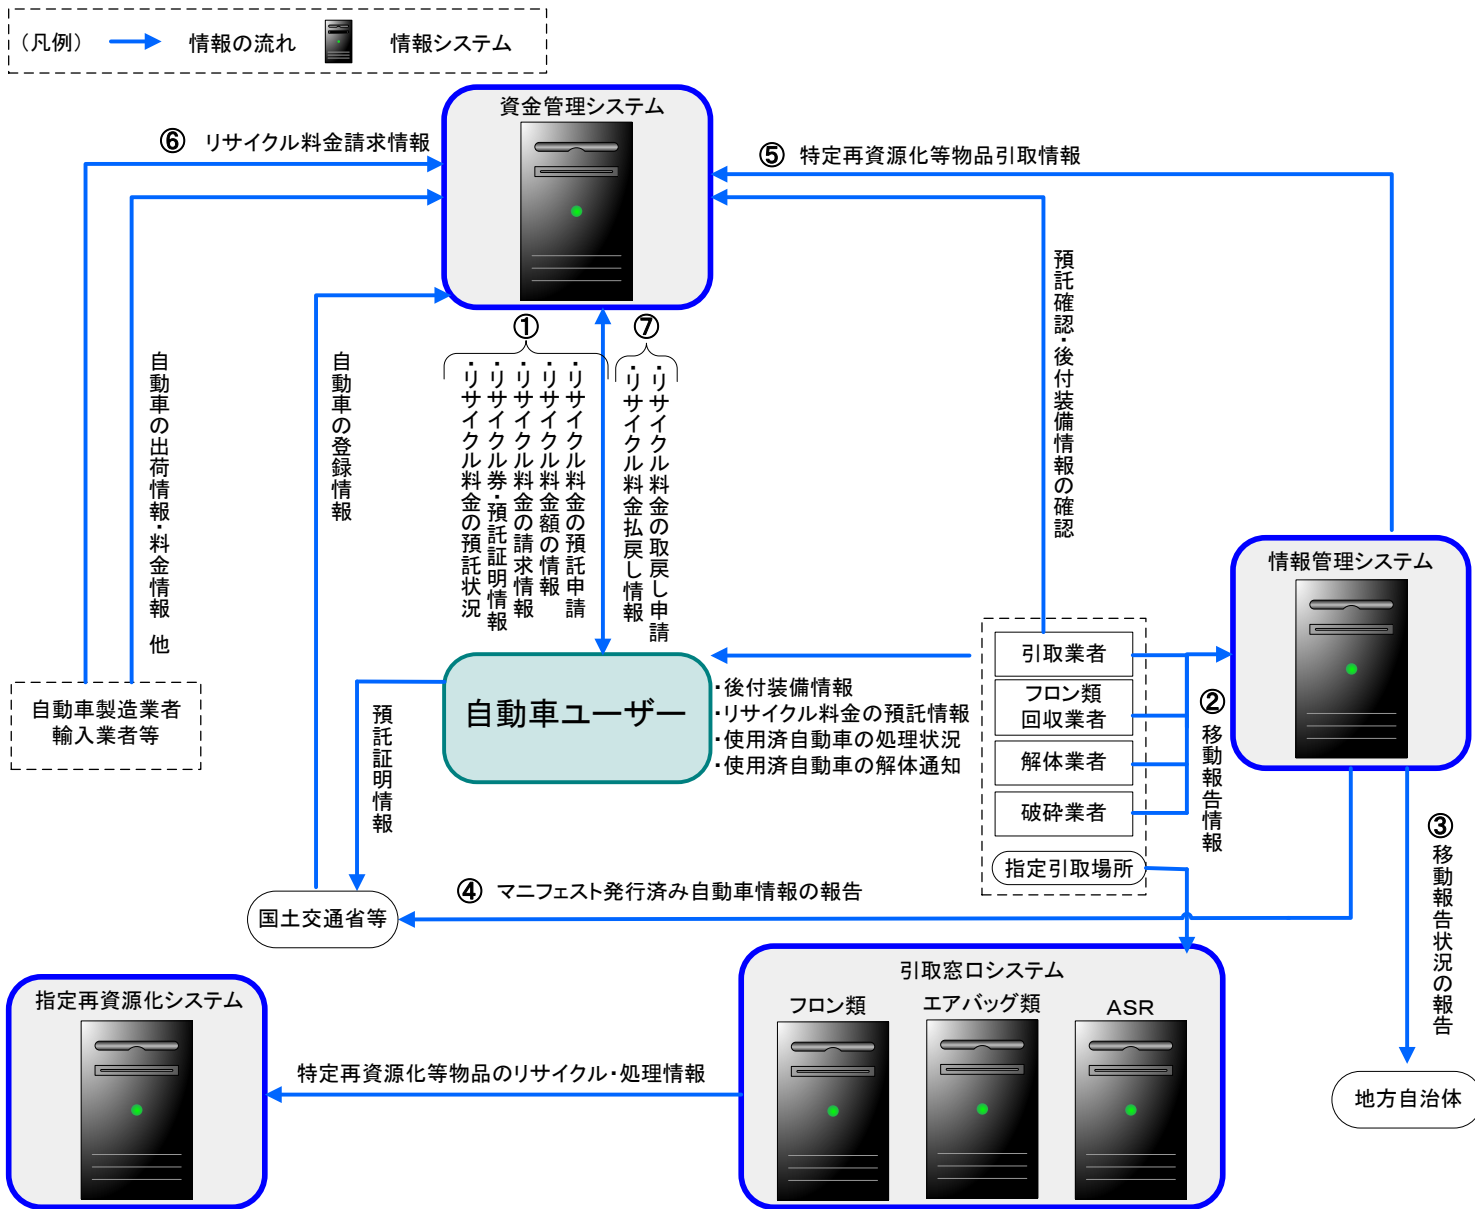 （凡例） 情報の流れ 情報システム
資金管理システム
⑥ リサイクル料金請求情報
⑤ 特定再資源化等物品引取情報
預託確認・後付装備情報の確認
自動車の出荷情報・料金情報 他
自動車の登録情報
①
・リサイクル料金の預託申請
・リサイクル料金額の情報
・リサイクル料金の請求情報
・リサイクル券・預託証明情報
・リサイクル料金の預託状況
⑦
・リサイクル料金の取戻し申請
・リサイクル料金払戻し情報
情報管理システム
引取業者
フロン類
回収業者
解体業者
破砕業者
指定引取場所
② 移動報告情報
③ 移動報告状況の報告
自動車製造業者
輸入業者等
預託証明情報
自動車ユーザー
・後付装備情報
・リサイクル料金の預託情報
・使用済自動車の処理状況
・使用済自動車の解体通知
④ マニフェスト発行済み自動車情報の報告
国土交通省等
引取窓口システム
フロン類
エアバッグ類
ASR
指定再資源化システム
特定再資源化等物品のリサイクル・処理情報
地方自治体